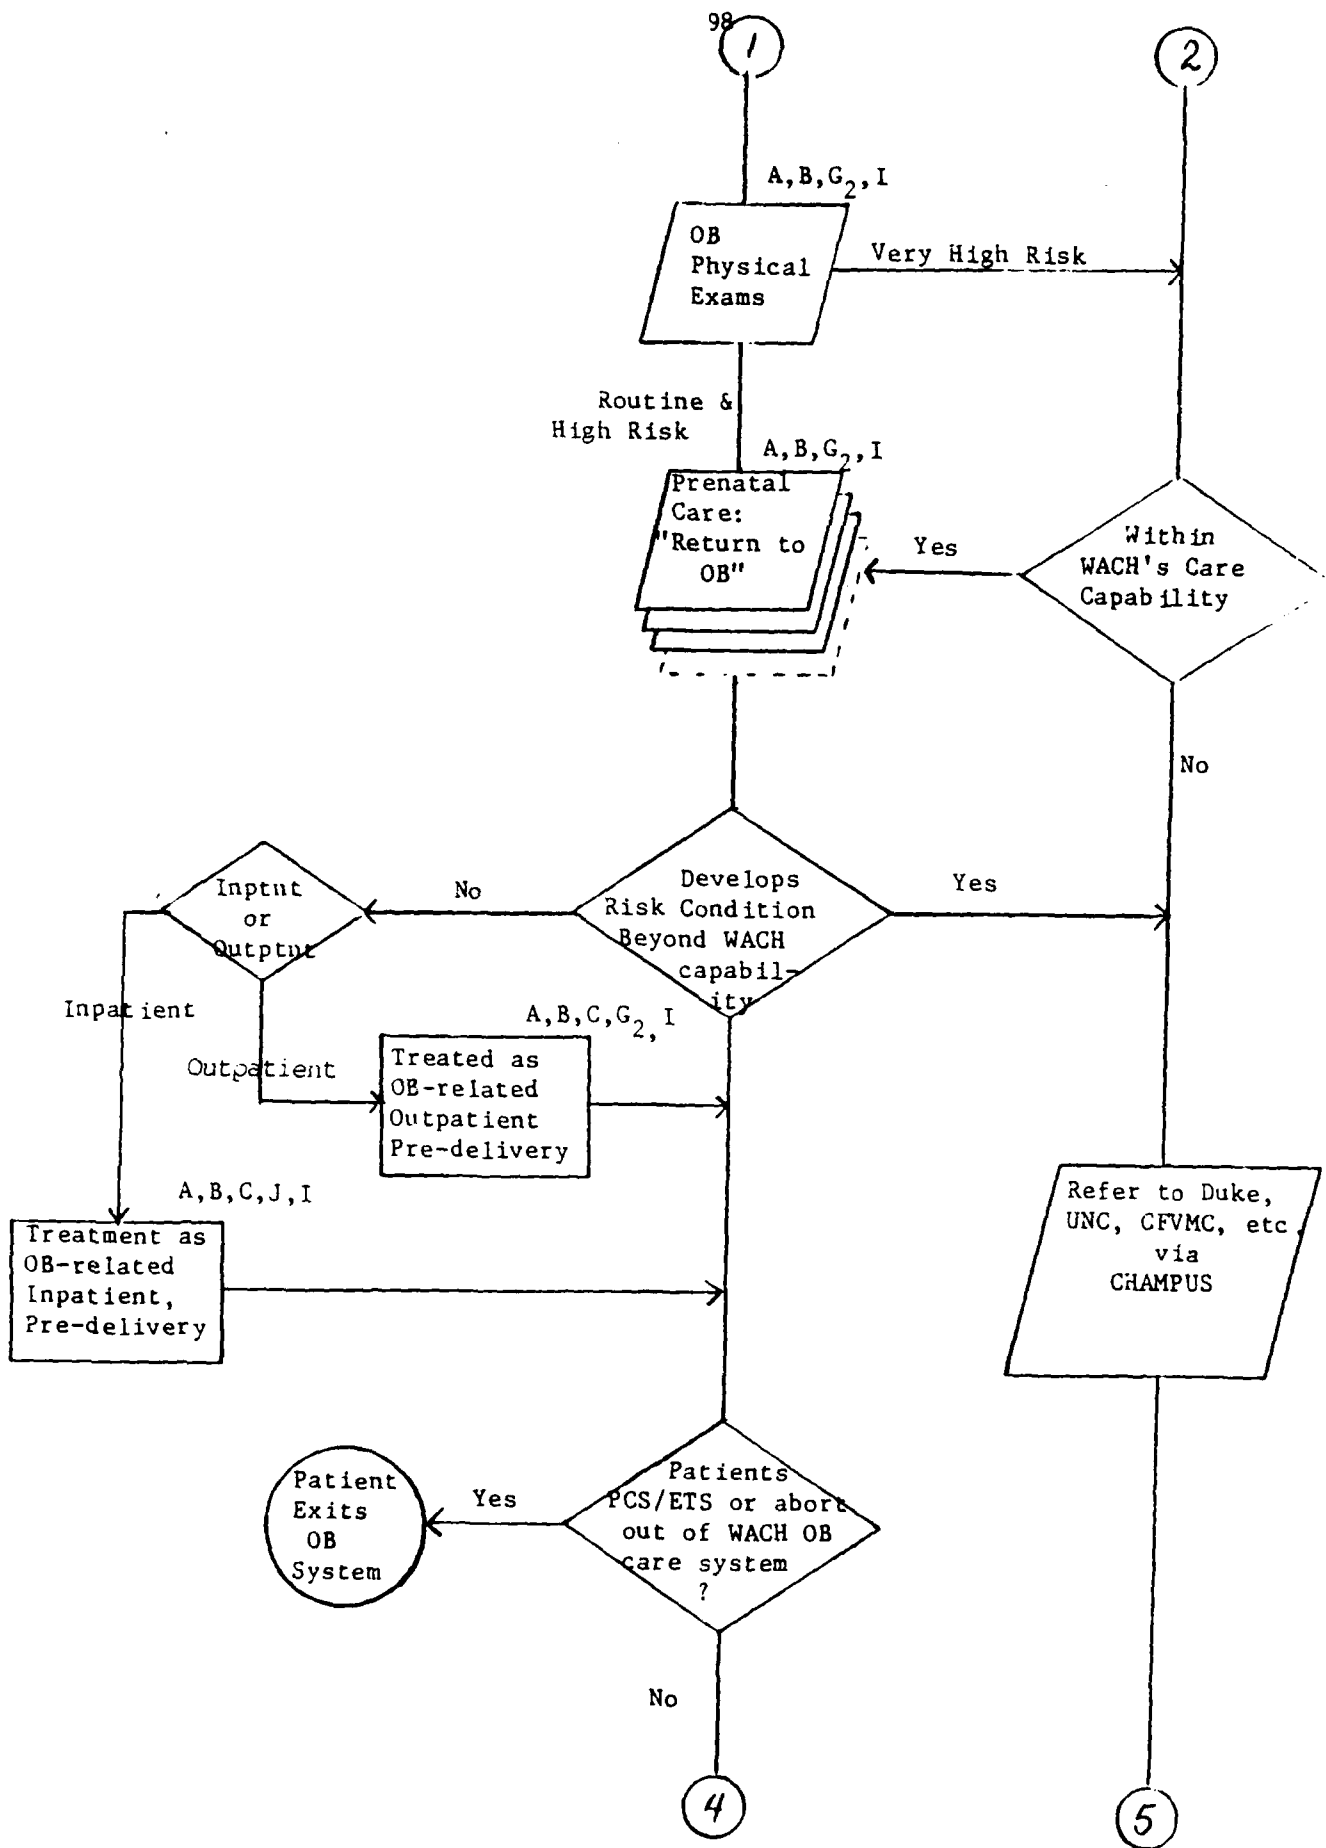 98
1
2
A,B,G2,I
OB
Physical
Exams
Very High Risk
Routine &
High Risk
A,B,G2,I
Prenatal
Care:
"Return to
OB"
Yes
Within
WACH's Care
Capability
No
Develops
Risk Condition
Beyond WACH
capabil-
ity
No
Yes
Inptnt
or
Outptnt
Inpatient
Outpatient
A,B,C,G2,I
Treated as
OB-related
Outpatient
Pre-delivery
A,B,C,J,I
Treatment as
OB-related
Inpatient,
Pre-delivery
Refer to Duke,
UNC, CFVMC, etc.
via
CHAMPUS
Patient
Exits
OB
System
Yes
Patients
PCS/ETS or abort
out of WACH OB
care system
?
No
4
5